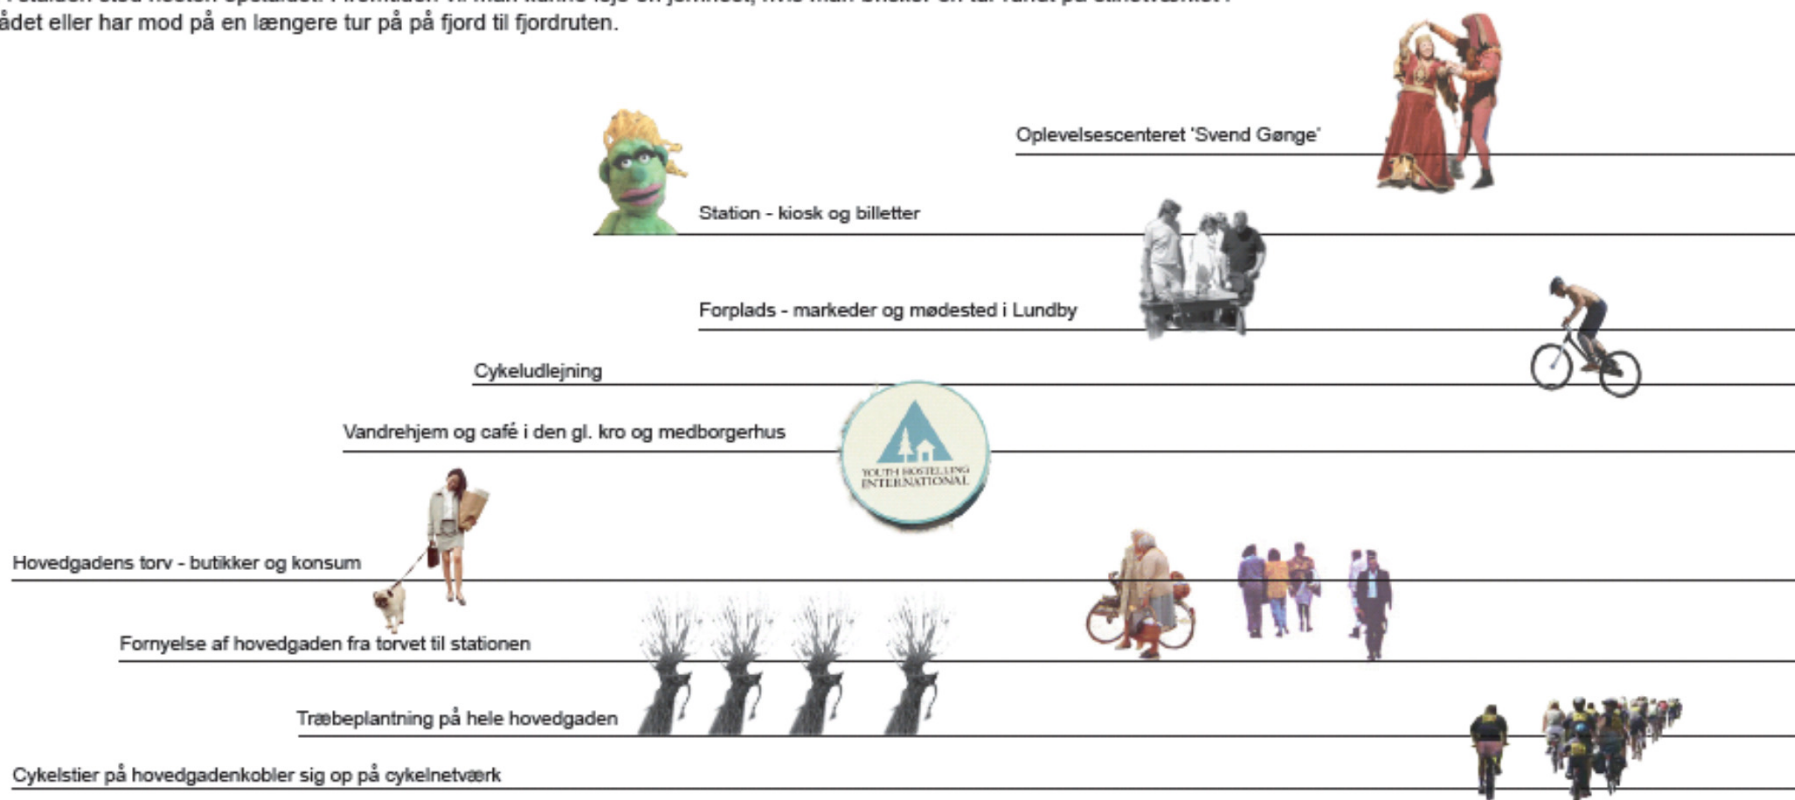 ådet eller har mod på en længere tur på på fjord til fjordruten.
Oplevelsescenteret 'Svend Gønge'
Station - kiosk og billetter
Forplads - markeder og mødested i Lundby
Cykeludlejning
Vandrehjem og café i den gl. kro og medborgerhus
YOUTH HOSTELLING
INTERNATIONAL
Hovedgadens torv - butikker og konsum
Fornyelse af hovedgaden fra torvet til stationen
Træbeplantning på hele hovedgaden
Cykelstier på hovedgadenkobler sig op på cykelnetværk